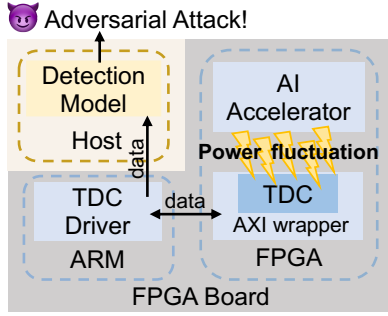 Adversarial Attack!
Detection
Model
Host
data
AI
Accelerator
Power fluctuation
TDC
AXI wrapper
FPGA
TDC
Driver
ARM
data
FPGA Board